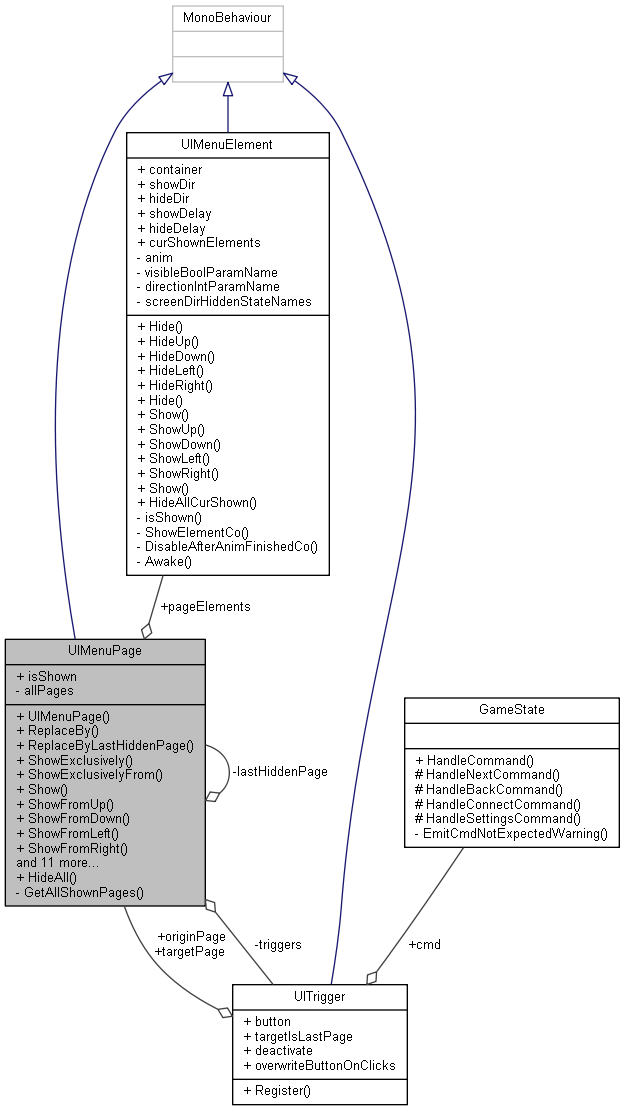 MonoBehaviour
UIMenuElement
+ container
+ showDir
+ hideDir
+ showDelay
+ hideDelay
+ curShownElements
- anim
- visibleBoolParamName
- directionIntParamName
- screenDirHiddenStateNames
+ Hide()
+ HideUp()
+ HideDown()
+ HideLeft()
+ HideRight()
+ Hide()
+ Show()
+ ShowUp()
+ ShowDown()
+ ShowLeft()
+ ShowRight()
+ Show()
+ HideAllCurShown()
- isShown()
- ShowElementCo()
- DisableAfterAnimFinishedCo()
- Awake()
+pageElements
UIMenuPage
+ isShown
- allPages
+ UIMenuPage()
+ ReplaceBy()
+ ReplaceByLastHiddenPage()
+ ShowExclusively()
+ ShowExclusivelyFrom()
+ Show()
+ ShowFromUp()
+ ShowFromDown()
+ ShowFromLeft()
+ ShowFromRight()
and 11 more...
+ HideAll()
- GetAllShownPages()
-lastHiddenPage
GameState
+ HandleCommand()
# HandleNextCommand()
# HandleBackCommand()
# HandleConnectCommand()
# HandleSettingsCommand()
- EmitCmdNotExpectedWarning()
+originPage
+targetPage
-triggers
+cmd
UITrigger
+ button
+ targetIsLastPage
+ deactivate
+ overwriteButtonOnClicks
+ Register()